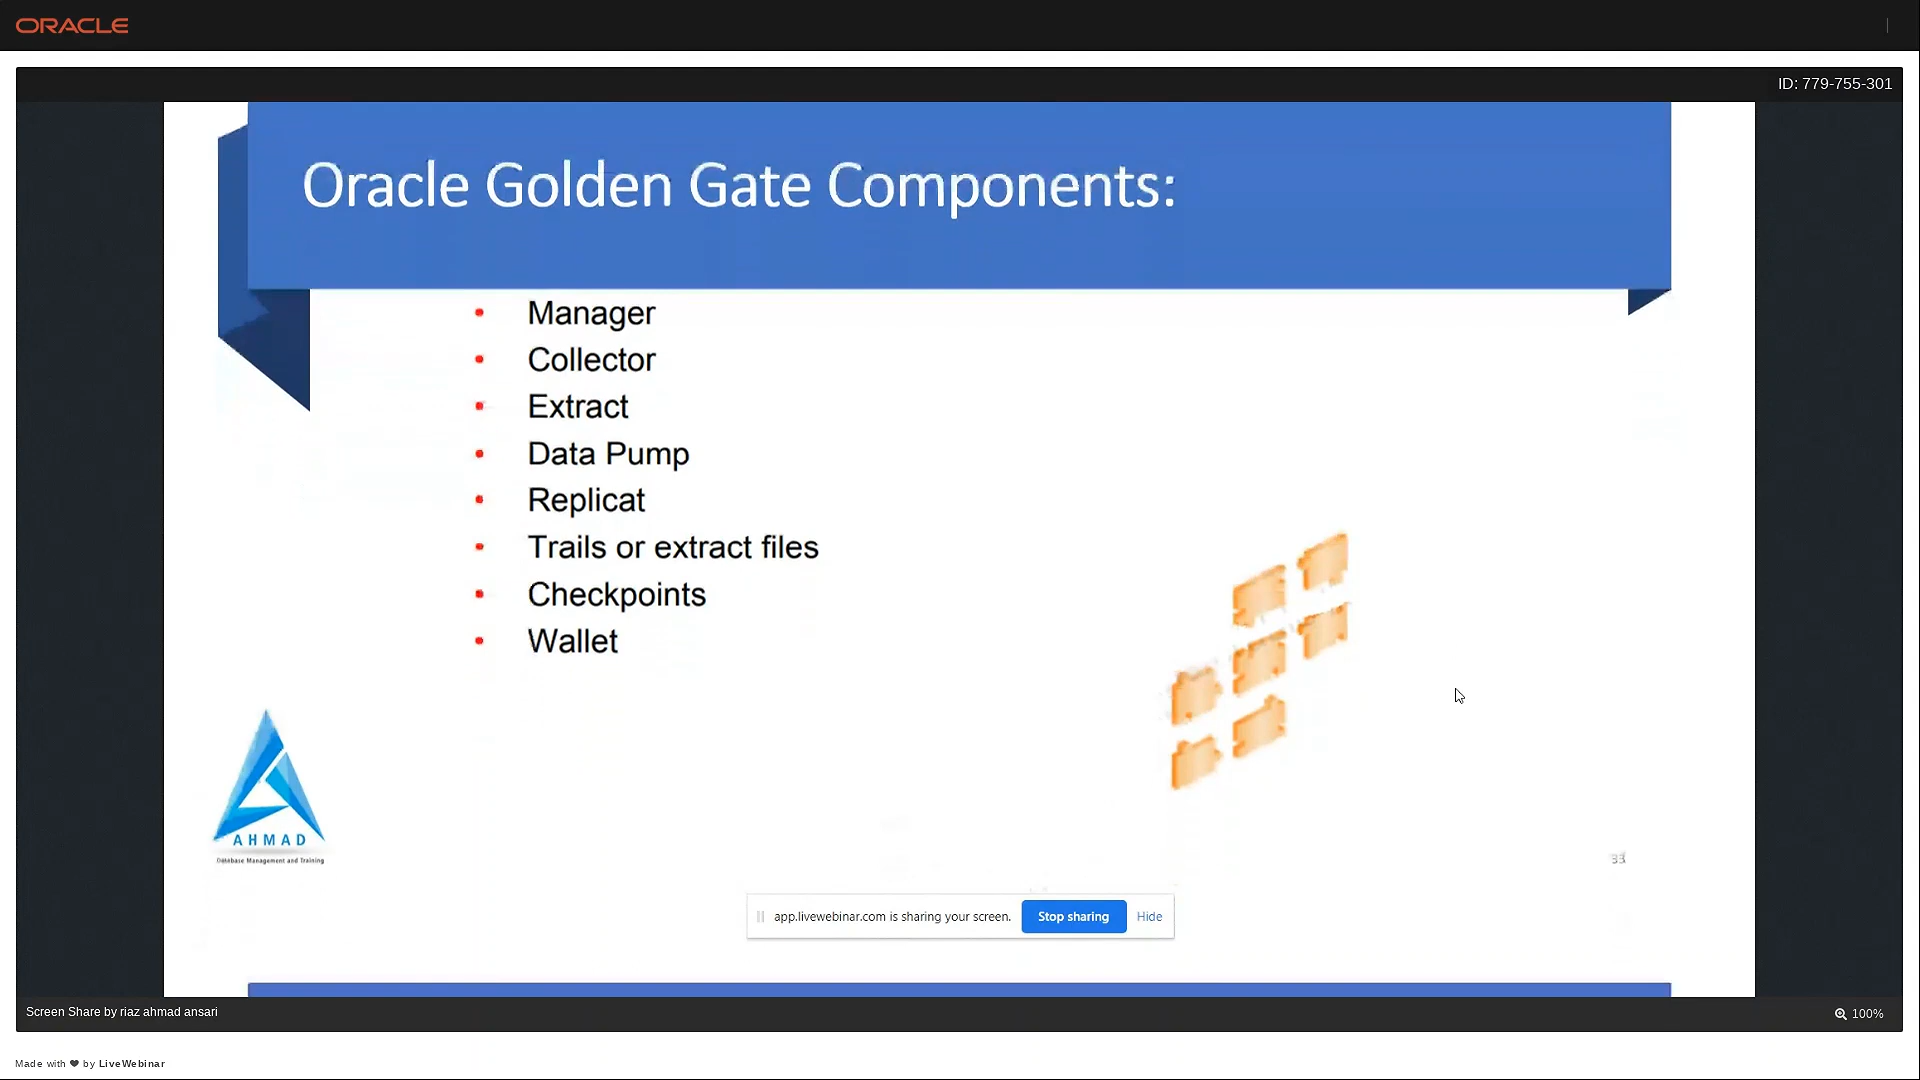 ORACLE
ID: 779-755-301
Oracle Golden Gate Components:
• Manager
• Collector
• Extract
• Data Pump
• Replicat
• Trails or extract files
• Checkpoints
• Wallet
AHMAD
Database Management and Training
33
app.livewebinar.com is sharing your screen. Stop sharing Hide
Screen Share by riaz ahmad ansari
100%
Made with ❤ by LiveWebinar